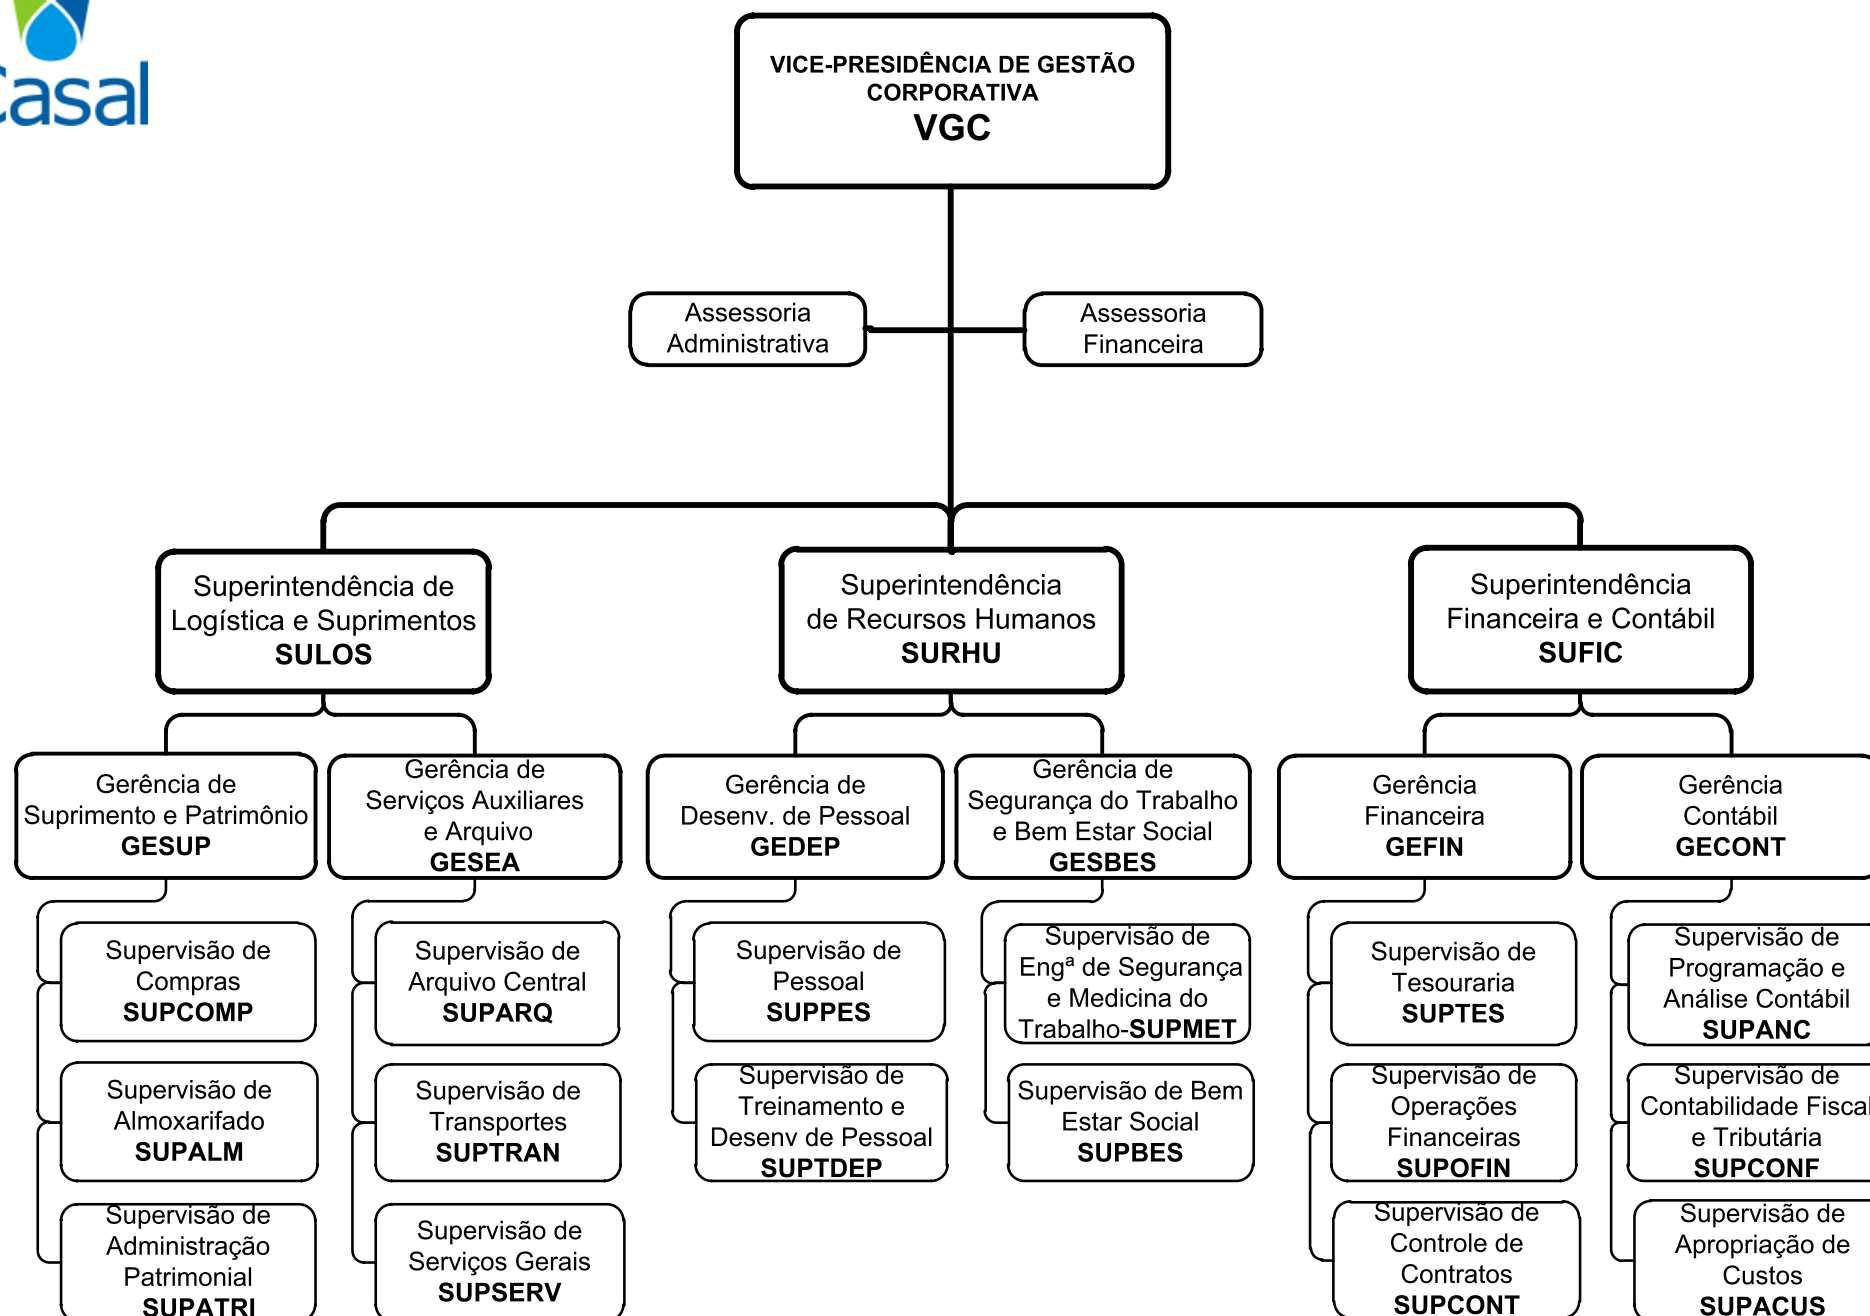 Casal
VICE-PRESIDÊNCIA DE GESTÃO
CORPORATIVA
VGC
Assessoria
Administrativa
Assessoria
Financeira
Superintendência de
Logística e Suprimentos
SULOS
Superintendência
de Recursos Humanos
SURHU
Superintendência
Financeira e Contábil
SUFIC
Gerência de
Suprimento e Patrimônio
GESUP
Gerência de
Serviços Auxiliares
e Arquivo
GESEA
Gerência de
Desenv. de Pessoal
GEDEP
Gerência de
Segurança do Trabalho
e Bem Estar Social
GESBES
Gerência
Financeira
GEFIN
Gerência
Contábil
GECONT
Supervisão de
Compras
SUPCOMP
Supervisão de
Arquivo Central
SUPARQ
Supervisão de
Pessoal
SUPPES
Supervisão de
Engª de Segurança
e Medicina do
Trabalho-SUPMET
Supervisão de
Tesouraria
SUPTES
Supervisão de
Programação e
Análise Contábil
SUPANC
Supervisão de
Almoxarifado
SUPALM
Supervisão de
Transportes
SUPTRAN
Supervisão de
Treinamento e
Desenv de Pessoal
SUPTDEP
Supervisão de Bem
Estar Social
SUPBES
Supervisão de
Operações
Financeiras
SUPOFIN
Supervisão de
Contabilidade Fiscal
e Tributária
SUPCONF
Supervisão de
Administração
Patrimonial
SUPATRI
Supervisão de
Serviços Gerais
SUPSERV
Supervisão de
Controle de
Contratos
SUPCONT
Supervisão de
Apropriação de
Custos
SUPACUS